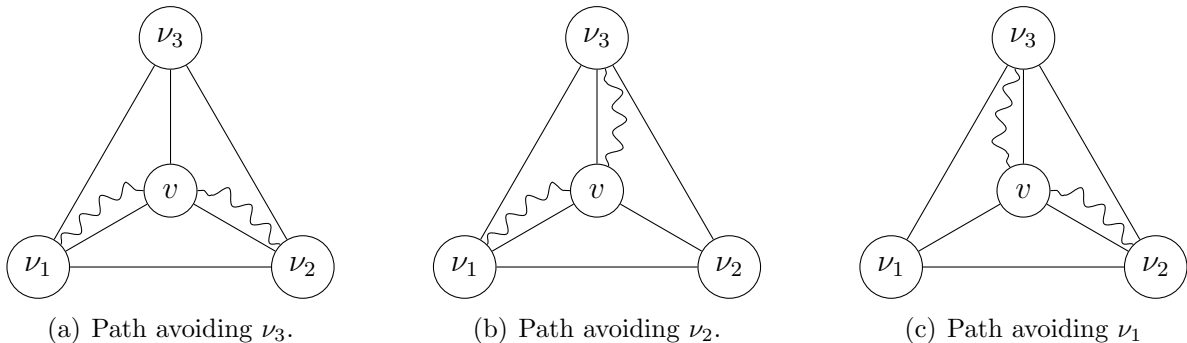 ν₃
v
ν₁ ν₂
(a) Path avoiding ν₃.
ν₃
v
ν₁ ν₂
(b) Path avoiding ν₂.
ν₃
v
ν₁ ν₂
(c) Path avoiding ν₁